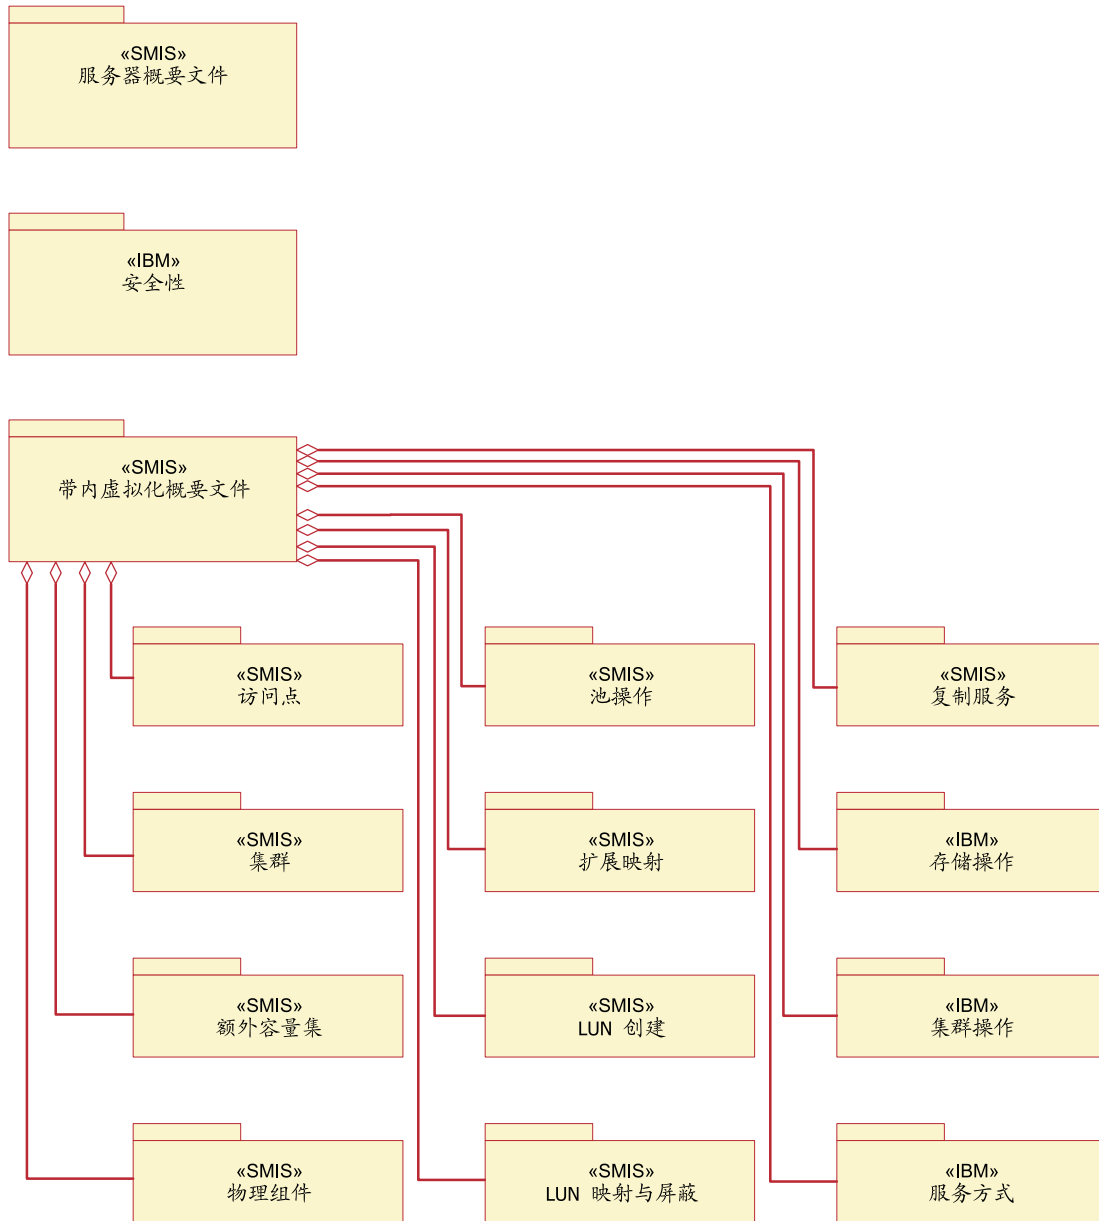 «SMIS»
服务器概要文件
«IBM»
安全性
«SMIS»
带内虚拟化概要文件
«SMIS»
访问点
«SMIS»
池操作
«SMIS»
复制服务
«SMIS»
集群
«SMIS»
扩展映射
«IBM»
存储操作
«SMIS»
额外容量集
«SMIS»
LUN 创建
«IBM»
集群操作
«SMIS»
物理组件
«SMIS»
LUN 映射与屏蔽
«IBM»
服务方式